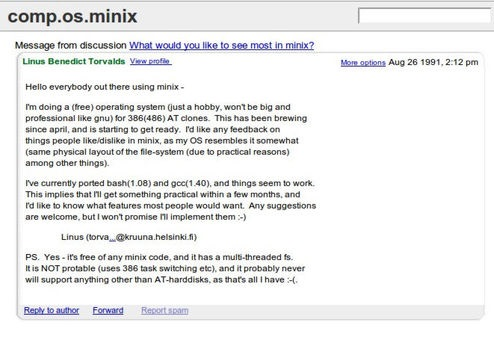 comp.os.minix
Message from discussion What would you like to see most in minix?
Linus Benedict Torvalds View profile More options Aug 26 1991, 2:12 pm
Hello everybody out there using minix -
I'm doing a (free) operating system (just a hobby, won't be big and
professional like gnu) for 386(486) AT clones. This has been brewing
since april, and is starting to get ready. I'd like any feedback on
things people like/dislike in minix, as my OS resembles it somewhat
(same physical layout of the file-system (due to practical reasons)
among other things).
I've currently ported bash(1.08) and gcc(1.40), and things seem to work.
This implies that I'll get something practical within a few months, and
I'd like to know what features most people would want. Any suggestions
are welcome, but I won't promise I'll implement them :-)
Linus (torva...@kruuna.helsinki.fi)
PS. Yes - it's free of any minix code, and it has a multi-threaded fs.
It is NOT protable (uses 386 task switching etc), and it probably never
will support anything other than AT-harddisks, as that's all I have :-(.
Reply to author Forward Report spam